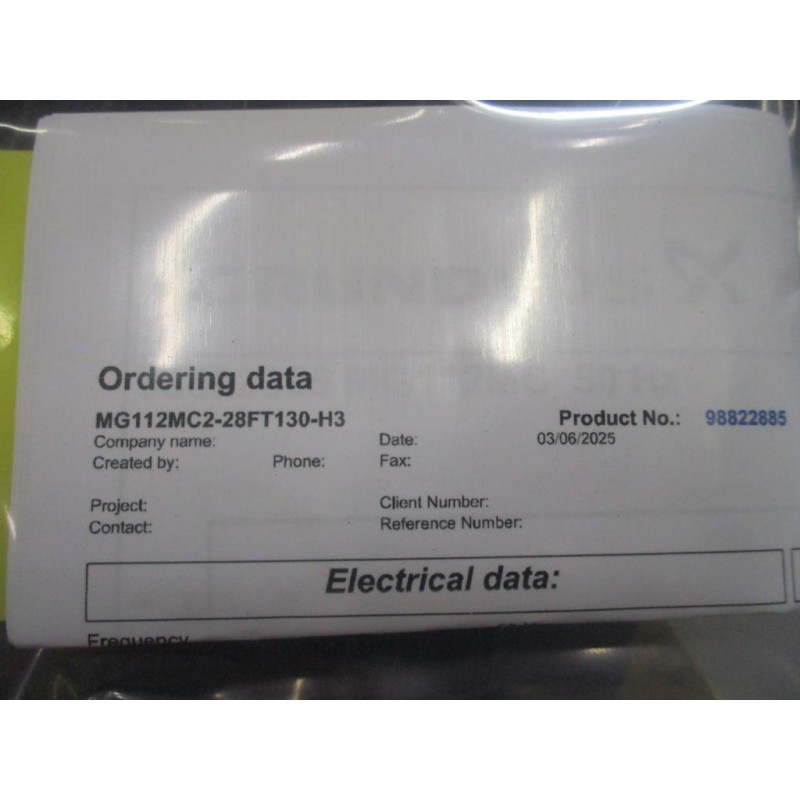 Ordering data
MG112MC2-28FT130-H3 Product No.: 98822885
Company name: Date: 03/06/2025
Created by: Phone: Fax:
Project: Client Number:
Contact: Reference Number:
Electrical data:
Frequency